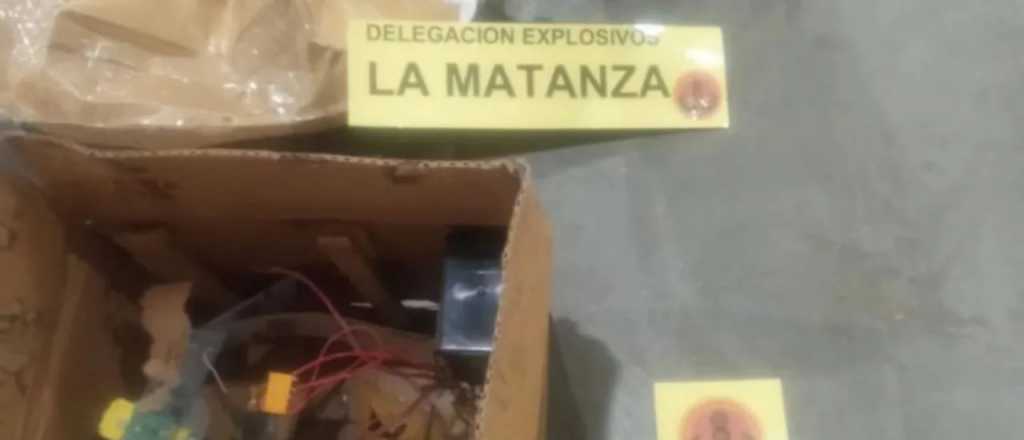 DELEGACION EXPLOSIVOS
LA MATANZA